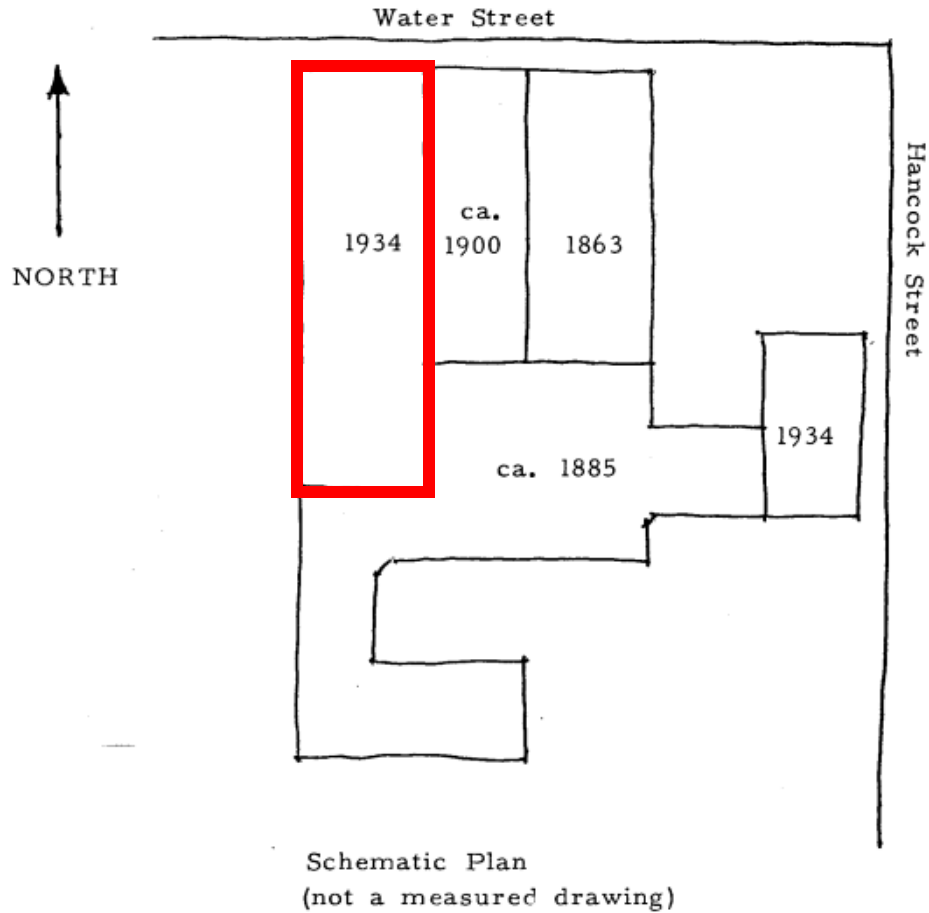 Water Street
NORTH
1934
ca.
1900
1863
Hancock Street
1934
ca. 1885
Schematic Plan
(not a measured drawing)